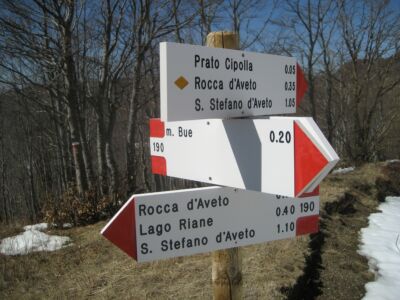 Prato Cipolla 0.05
Rocca d'Aveto 0.35
S. Stefano d'Aveto 1.05
m. Bue 0.20
190
Rocca d'Aveto
Lago Riane 0.40 190
S. Stefano d'Aveto 1.10